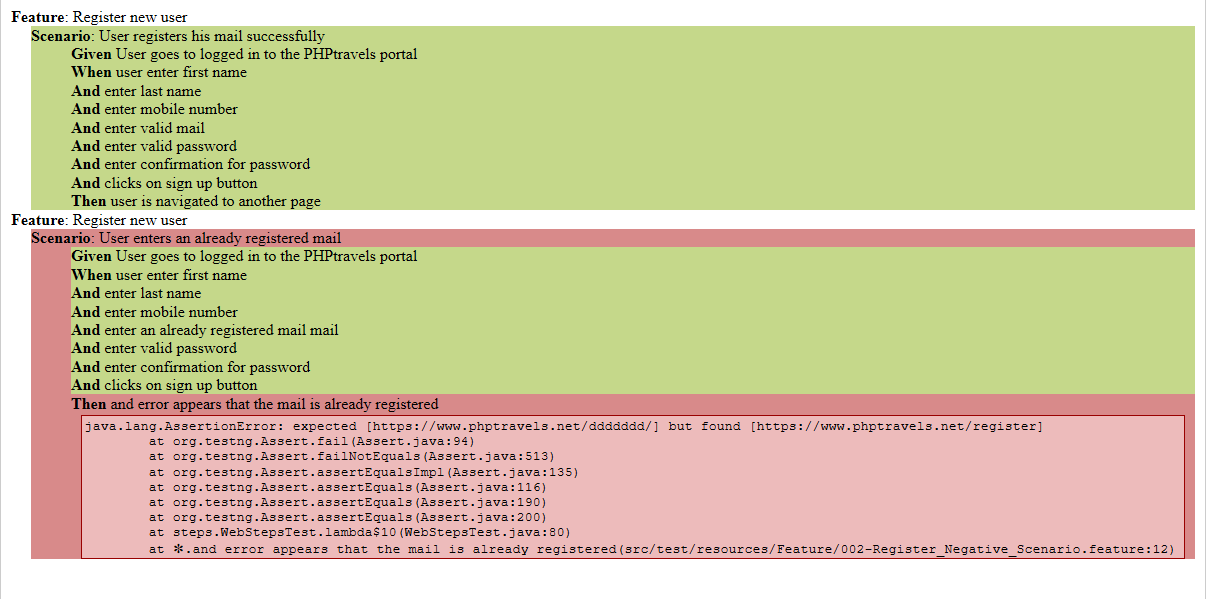 Feature: Register new user
Scenario: User registers his mail successfully
Given User goes to logged in to the PHPtravels portal
When user enter first name
And enter last name
And enter mobile number
And enter valid mail
And enter valid password
And enter confirmation for password
And clicks on sign up button
Then user is navigated to another page
Feature: Register new user
Scenario: User enters an already registered mail
Given User goes to logged in to the PHPtravels portal
When user enter first name
And enter last name
And enter mobile number
And enter an already registered mail mail
And enter valid password
And enter confirmation for password
And clicks on sign up button
Then and error appears that the mail is already registered
java.lang.AssertionError: expected [https://www.phptravels.net/ddddddd/] but found [https://www.phptravels.net/register]
at org.testng.Assert.fail(Assert.java:94)
at org.testng.Assert.failNotEquals(Assert.java:513)
at org.testng.Assert.assertEqualsImpl(Assert.java:135)
at org.testng.Assert.assertEquals(Assert.java:116)
at org.testng.Assert.assertEquals(Assert.java:190)
at org.testng.Assert.assertEquals(Assert.java:200)
at steps.WebStepsTest.lambda$10(WebStepsTest.java:80)
at ✽.and error appears that the mail is already registered(src/test/resources/Feature/002-Register_Negative_Scenario.feature:12)